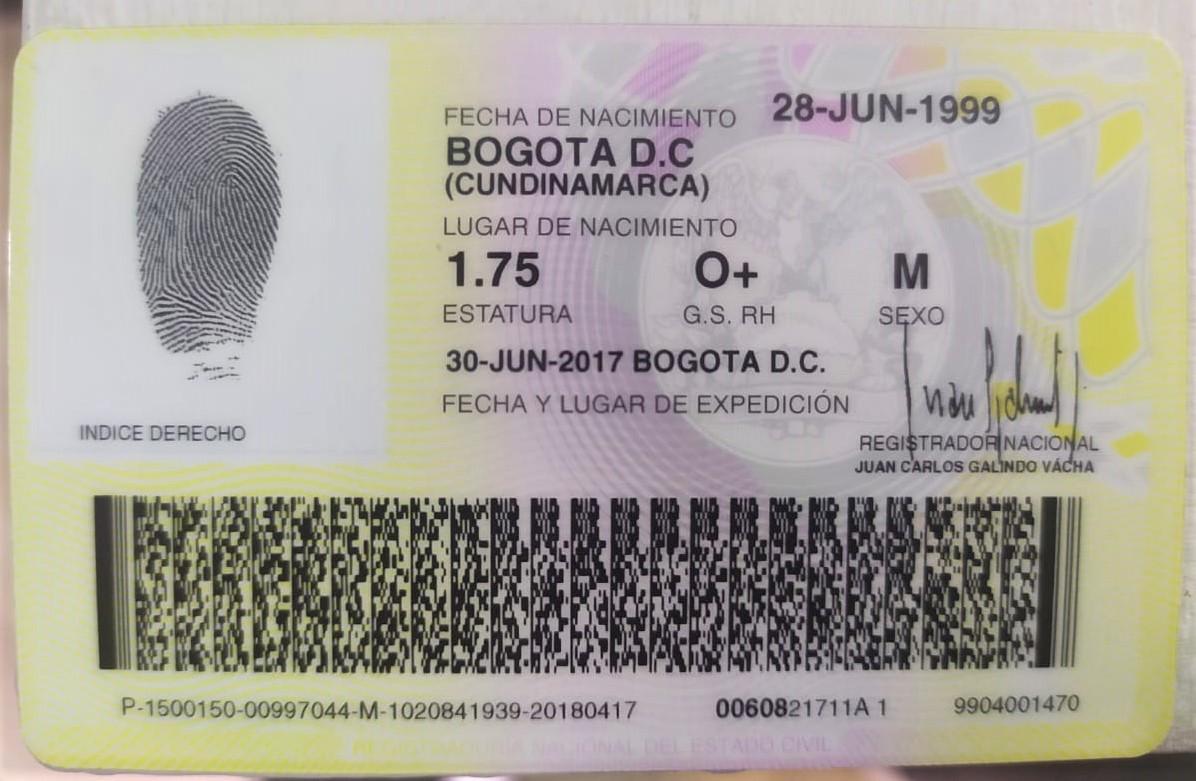 FECHA DE NACIMIENTO 28-JUN-1999
BOGOTA D.C
(CUNDINAMARCA)
LUGAR DE NACIMIENTO
1.75 O+ M
ESTATURA G.S. RH SEXO
30-JUN-2017 BOGOTA D.C.
FECHA Y LUGAR DE EXPEDICIÓN
INDICE DERECHO
REGISTRADOR NACIONAL
JUAN CARLOS GALINDO VÁCHA
P-1500150-00997044-M-1020841939-20180417 0060821711A 1 9904001470
REGISTRADURIA NACIONAL DEL ESTADO CIVIL